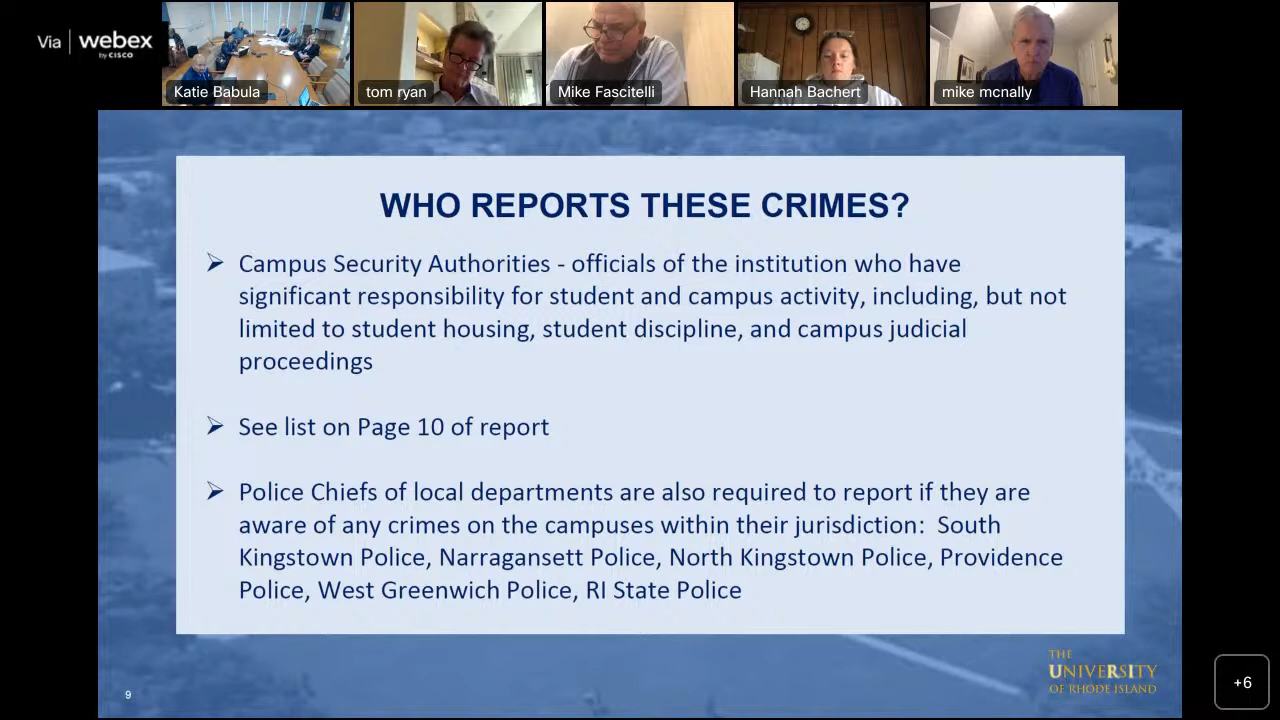 Via webex
by CISCO
Katie Babula
tom ryan
Mike Fascitelli
Hannah Bachert
mike mcnally
WHO REPORTS THESE CRIMES?
Campus Security Authorities - officials of the institution who have
significant responsibility for student and campus activity, including, but not
limited to student housing, student discipline, and campus judicial
proceedings
See list on Page 10 of report
Police Chiefs of local departments are also required to report if they are
aware of any crimes on the campuses within their jurisdiction: South
Kingstown Police, Narragansett Police, North Kingstown Police, Providence
Police, West Greenwich Police, RI State Police
THE
UNIVERSITY
OF RHODE ISLAND
9
+6